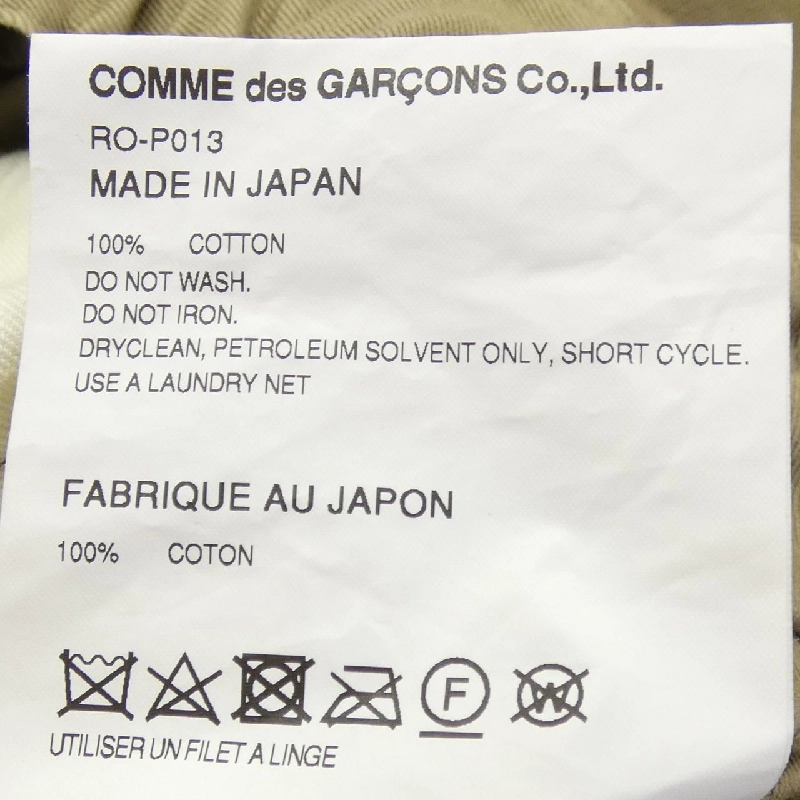 COMME des GARÇONS Co.,Ltd.
RO-P013
MADE IN JAPAN
100% COTTON
DO NOT WASH.
DO NOT IRON.
DRYCLEAN, PETROLEUM SOLVENT ONLY, SHORT CYCLE.
USE A LAUNDRY NET
FABRIQUE AU JAPON
100% COTON
F W
UTILISER UN FILET A LINGE